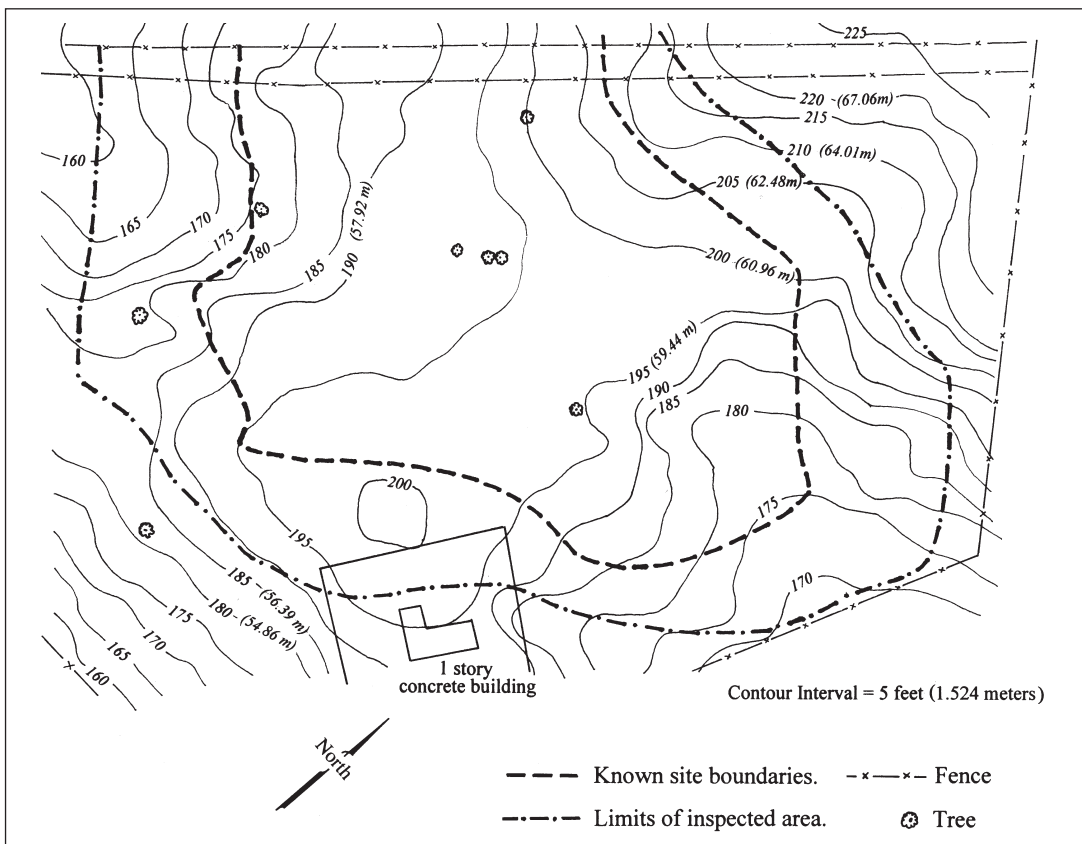 225
220 (67.06m)
215
210 (64.01m)
205 (62.48m)
200 (60.96 m)
160
165
170
175
180
185
190 (57.92 m)
195 (59.44 m)
190
185
180
200
175
195
170
185 (56.39 m)
180 (54.86 m)
175
170
165
160
1 story
concrete building
Contour Interval = 5 feet (1.524 meters)
North
Known site boundaries.
Fence
Limits of inspected area.
Tree